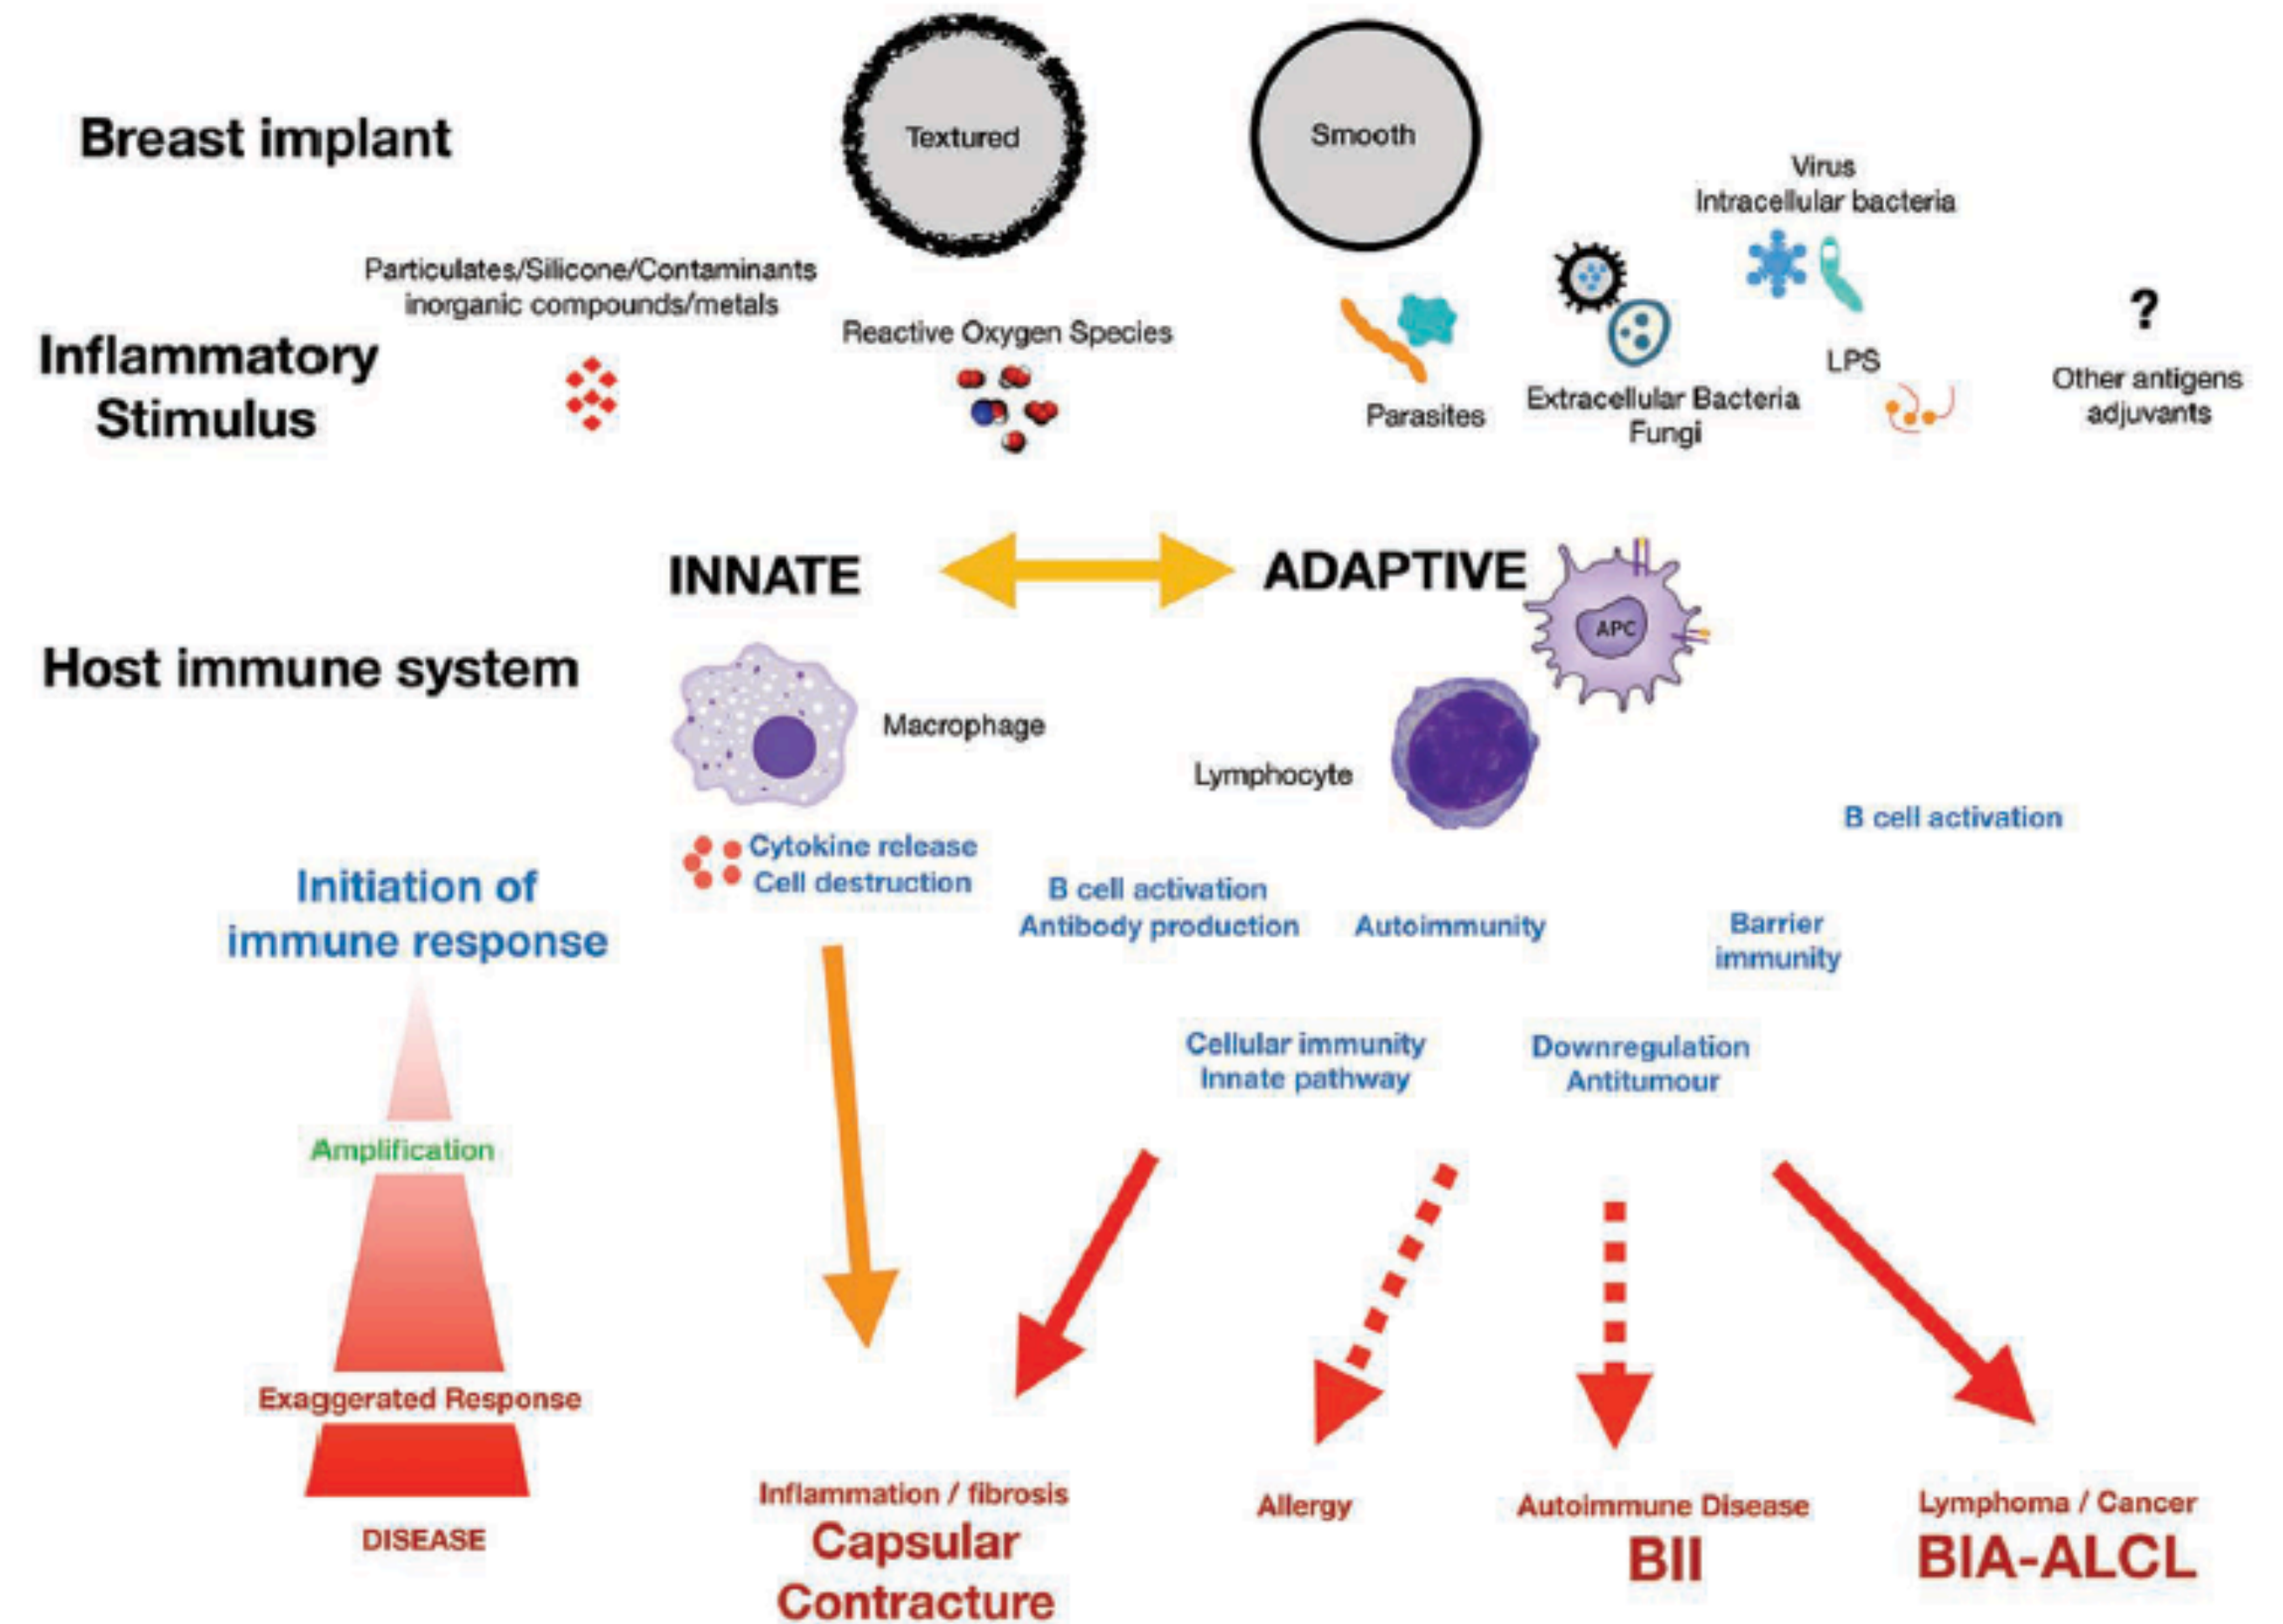 Breast implant
Textured
Smooth
Virus
Intracellular bacteria
Particulates/Silicone/Contaminants
inorganic compounds/metals
Inflammatory
Stimulus
Reactive Oxygen Species
Parasites
Extracellular Bacteria
Fungi
LPS
?
Other antigens
adjuvants
INNATE
ADAPTIVE
APC
Host immune system
Macrophage
Lymphocyte
B cell activation
Cytokine release
Cell destruction
Initiation of
immune response
B cell activation
Antibody production
Autoimmunity
Barrier
immunity
Cellular immunity
Innate pathway
Downregulation
Antitumour
Amplification
Exaggerated Response
DISEASE
Inflammation / fibrosis
Capsular
Contracture
Allergy
Autoimmune Disease
BII
Lymphoma / Cancer
BIA-ALCL